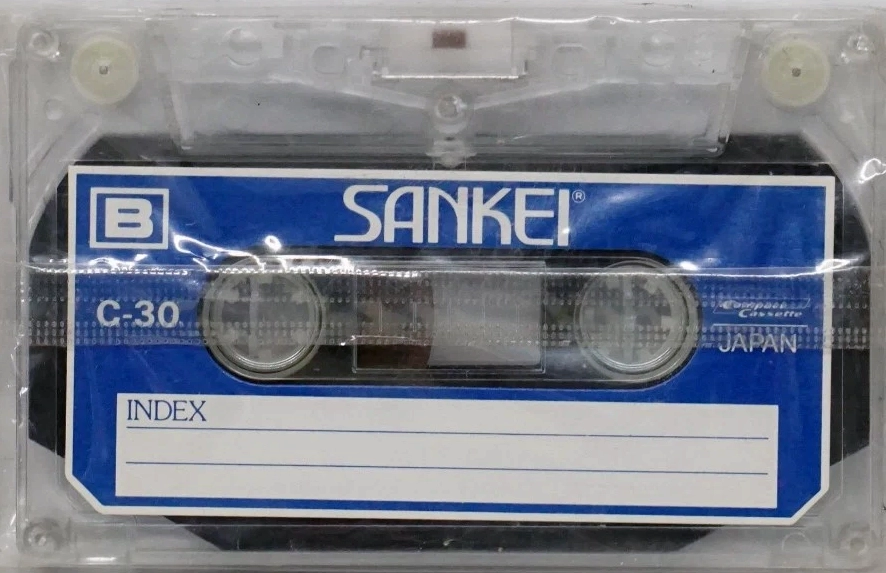 B
SANKEI®
C-30
Compact
Cassette
JAPAN
INDEX